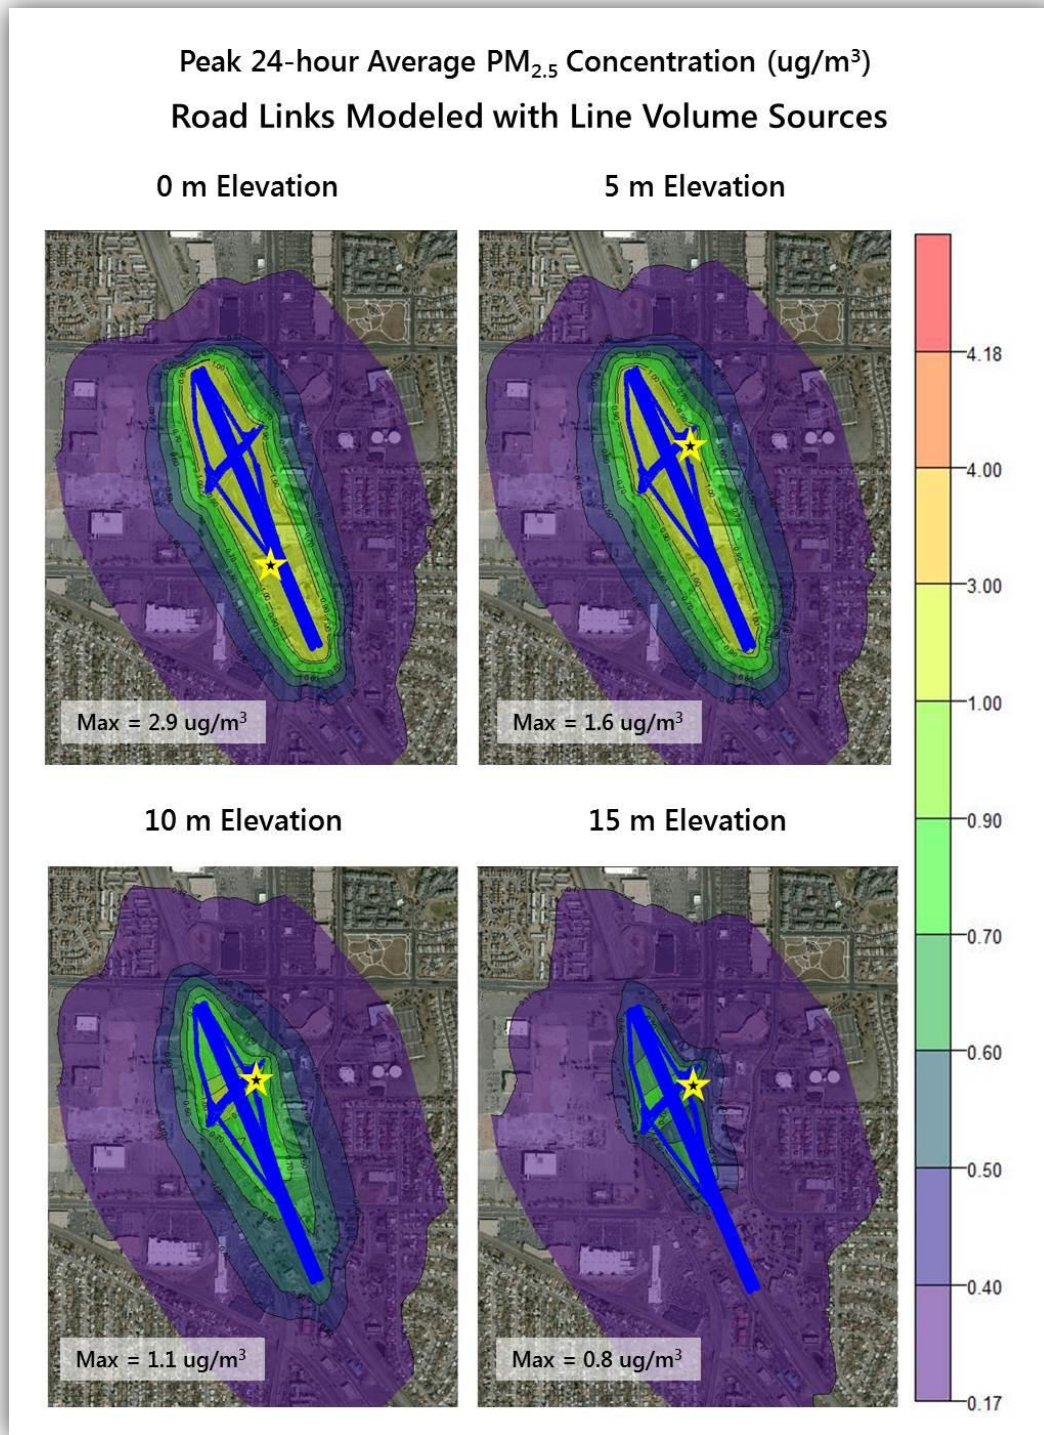 Peak 24-hour Average PM2.5 Concentration (ug/m³)
Road Links Modeled with Line Volume Sources
0 m Elevation
5 m Elevation
Max = 2.9 ug/m³
Max = 1.6 ug/m³
10 m Elevation
15 m Elevation
Max = 1.1 ug/m³
Max = 0.8 ug/m³
4.18
4.00
3.00
1.00
0.90
0.70
0.60
0.50
0.40
0.17